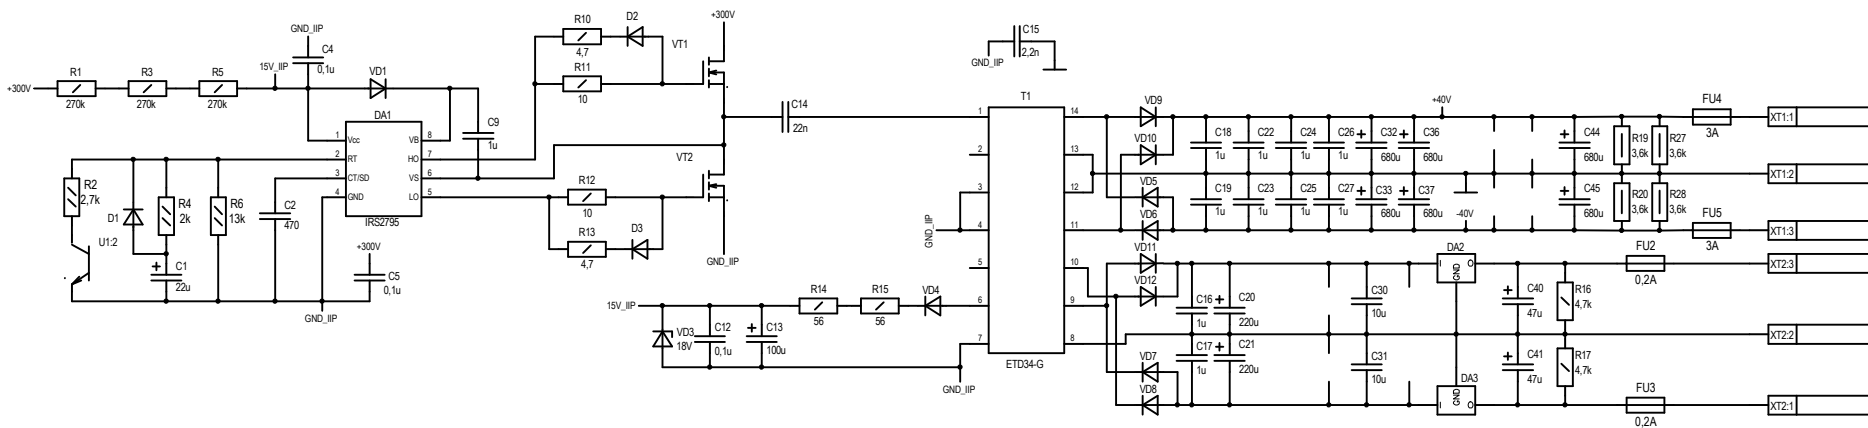 +300V
R1
270k
R3
270k
R5
270k
15V_IIP
GND_IIP
C4
0,1u
VD1
DA1
1
Vcc
VB
8
2
RT
HO
7
3
CT/SD
VS
6
4
GND
LO
5
IRS2795
C9
1u
R2
2,7k
D1
R4
2k
R6
13k
C2
470
U1:2
C1
22u
+300V
C5
0,1u
GND_IIP
R10
4,7
D2
R11
10
VT1
+300V
C14
22n
VT2
R12
10
R13
4,7
D3
GND_IIP
C15
2,2n
GND_IIP
GND_IIP
15V_IIP
VD3
18V
C12
0,1u
C13
100u
R14
56
R15
56
VD4
GND_IIP
T1
1
2
3
4
5
6
7
14
13
12
11
10
9
8
ETD34-G
VD9
VD10
VD5
VD6
VD11
VD12
VD7
VD8
C18
1u
C22
1u
C24
1u
C26
1u
C32
680u
C36
680u
+40V
C44
680u
R19
3,6k
R27
3,6k
FU4
3A
XT1:1
C19
1u
C23
1u
C25
1u
C27
1u
C33
680u
C37
680u
-40V
C45
680u
R20
3,6k
R28
3,6k
XT1:2
FU5
3A
XT1:3
C16
1u
C20
220u
C30
10u
DA2
I
GND
O
C40
47u
R16
4,7k
FU2
0,2A
XT2:3
XT2:2
C17
1u
C21
220u
C31
10u
DA3
I
GND
O
C41
47u
R17
4,7k
FU3
0,2A
XT2:1